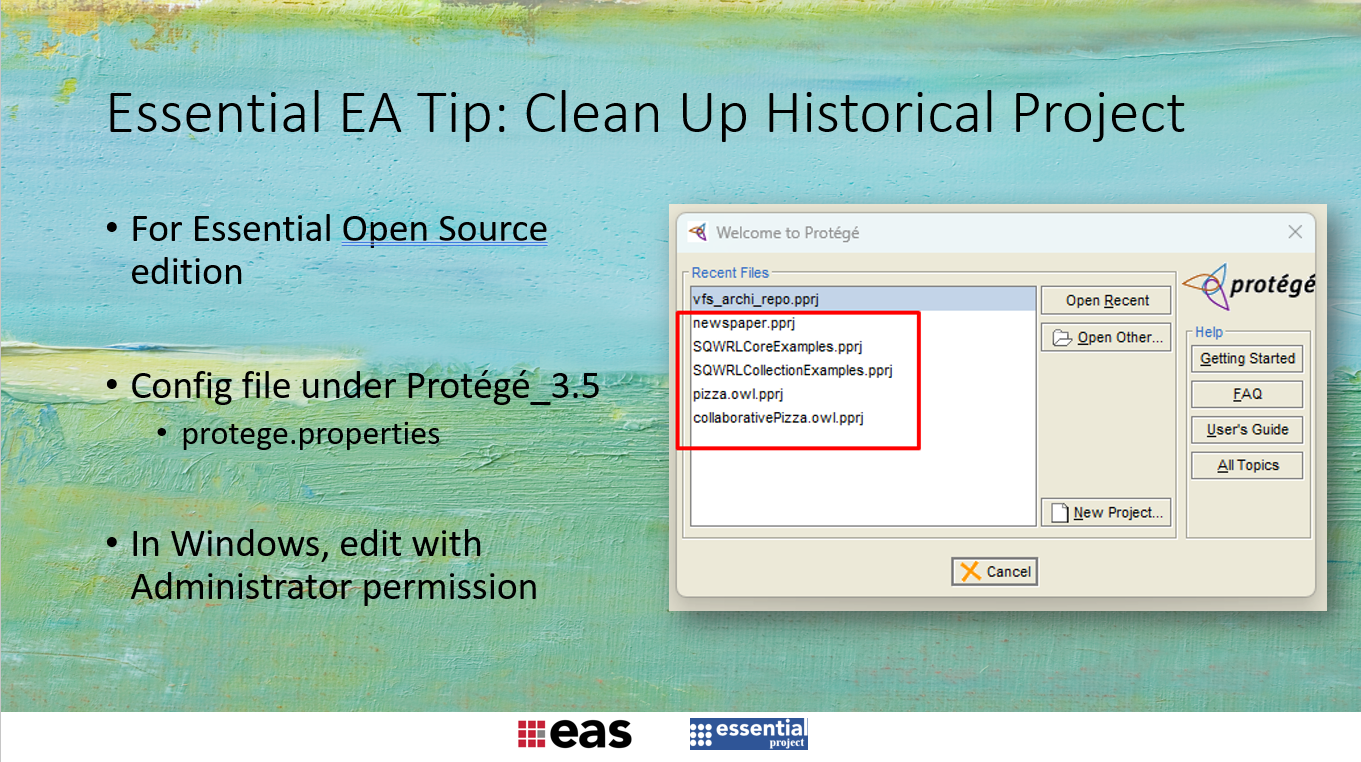 Essential EA Tip: Clean Up Historical Project
• For Essential Open Source
edition
• Config file under Protégé_3.5
• protege.properties
• In Windows, edit with
Administrator permission
Welcome to Protégé
Recent Files
vfs_archi_repo.pprj
newspaper.pprj
SQWRLCoreExamples.pprj
SQWRLCollectionExamples.pprj
pizza.owl.pprj
collaborativePizza.owl.pprj
Open Recent
Open Other...
New Project...
protégé
Help
Getting Started
FAQ
User's Guide
All Topics
Cancel
eas
essential
project